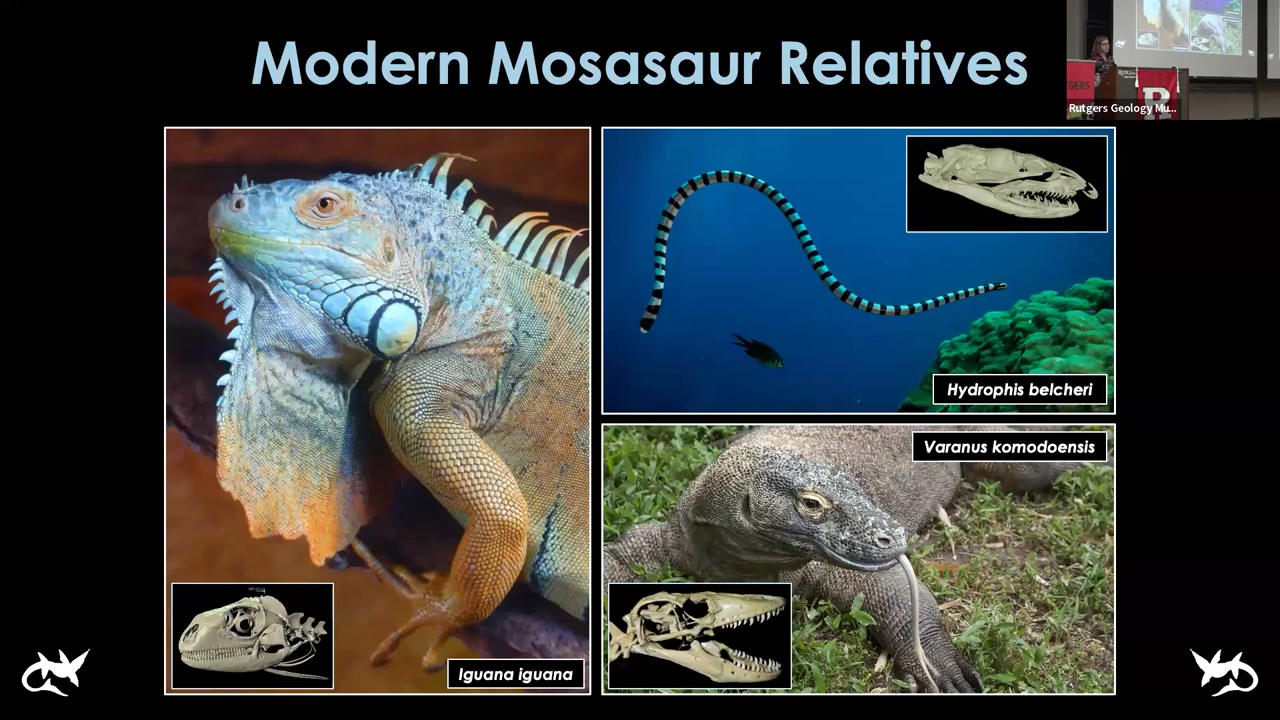 Modern Mosasaur Relatives
Rutgers Geology Mu...
Hydrophis belcheri
Varanus komodoensis
Iguana iguana